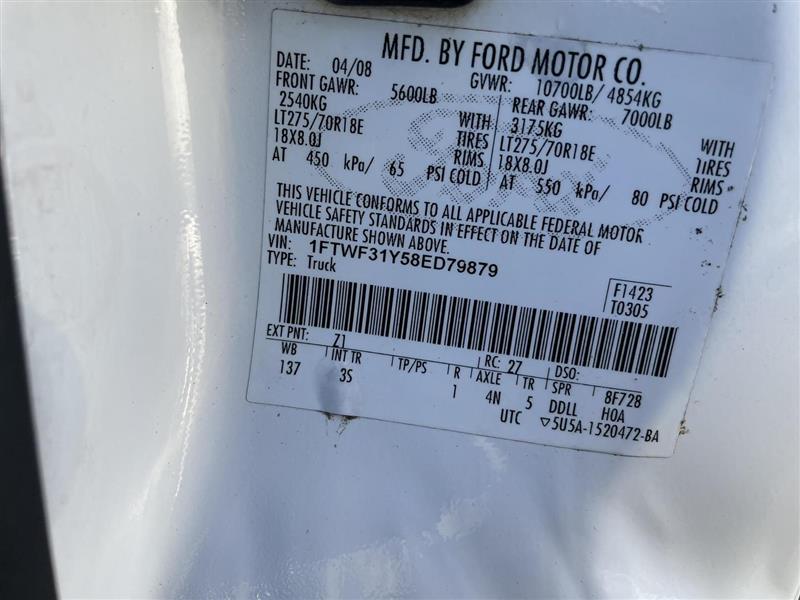 MFD. BY FORD MOTOR CO.
DATE: 04/08 GVWR: 10700LB/ 4854KG
FRONT GAWR: 5600LB REAR GAWR: 7000LB
2540KG WITH 3175KG WITH
LT275/70R18E TIRES LT275/70R18E TIRES
18X8.0J RIMS 18X8.0J RIMS
AT 450 kPa/ 65 PSI COLD AT 550 kPa/ 80 PSI COLD
THIS VEHICLE CONFORMS TO ALL APPLICABLE FEDERAL MOTOR
VEHICLE SAFETY STANDARDS IN EFFECT ON THE DATE OF
MANUFACTURE SHOWN ABOVE.
VIN: 1FTWF31Y58ED79879
TYPE: Truck
F1423
T0305
EXT PNT: Z1 RC: 27 DSO:
WB INT TR TP/PS R AXLE TR SPR 8F728
137 3S 1 4N 5 DDLL HOA
UTC ▽5U5A-1520472-BA